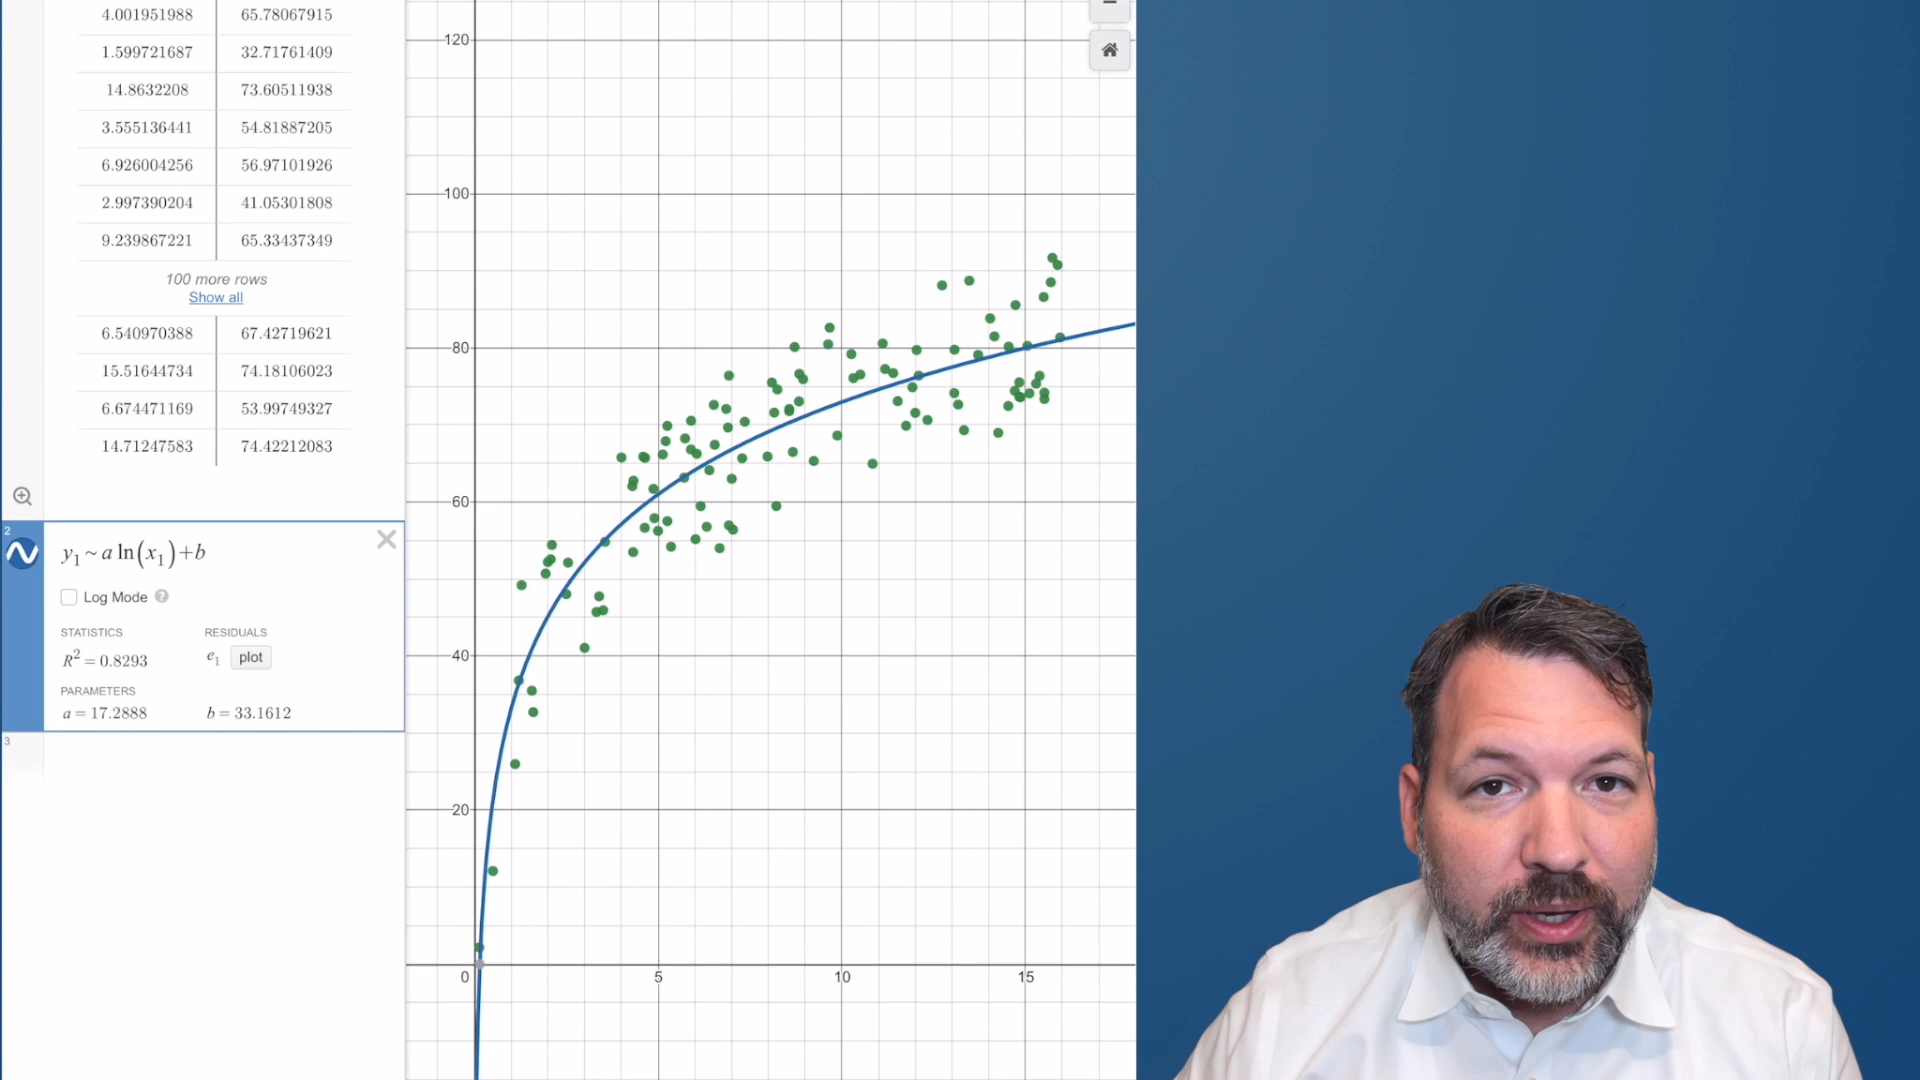 4.001951988 65.78067915
1.599721687 32.71761409
14.8632208 73.60511938
3.555136441 54.81887205
6.926004256 56.97101926
2.997390204 41.05301808
9.239867221 65.33437349
100 more rows
Show all
6.540970388 67.42719621
15.51644734 74.18106023
6.674471169 53.99749327
14.71247583 74.42212083
2
y₁ ~ a ln(x₁)+b
Log Mode ?
STATISTICS RESIDUALS
R² = 0.8293 e₁ plot
PARAMETERS
a = 17.2888 b = 33.1612
3
120
100
80
60
40
20
0 5 10 15